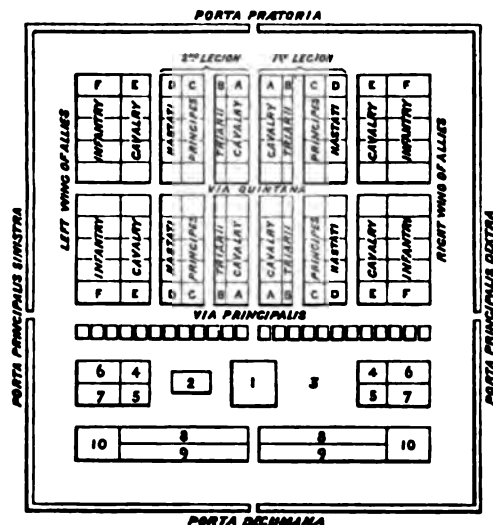 PORTA PRÆTORIA
2ND LEGION 1ST LEGION
F E D C B A A B C D E F
INFANTRY CAVALRY HASTATI PRINCIPES TRIARII CAVALRY CAVALRY TRIARII PRINCIPES HASTATI CAVALRY INFANTRY
LEFT WING OF ALLIES
RIGHT WING OF ALLIES
VIA QUINTANA
INFANTRY CAVALRY HASTATI PRINCIPES TRIARII CAVALRY CAVALRY TRIARII PRINCIPES HASTATI CAVALRY INFANTRY
F E D C B A A B C D E F
PORTA PRINCIPALIS SINISTRA
PORTA PRINCIPALIS DEXTRA
VIA PRINCIPALIS
6 4 2 1 3 4 6
7 5 5 7
10 8 8 10
9 9
PORTA DECUMANA